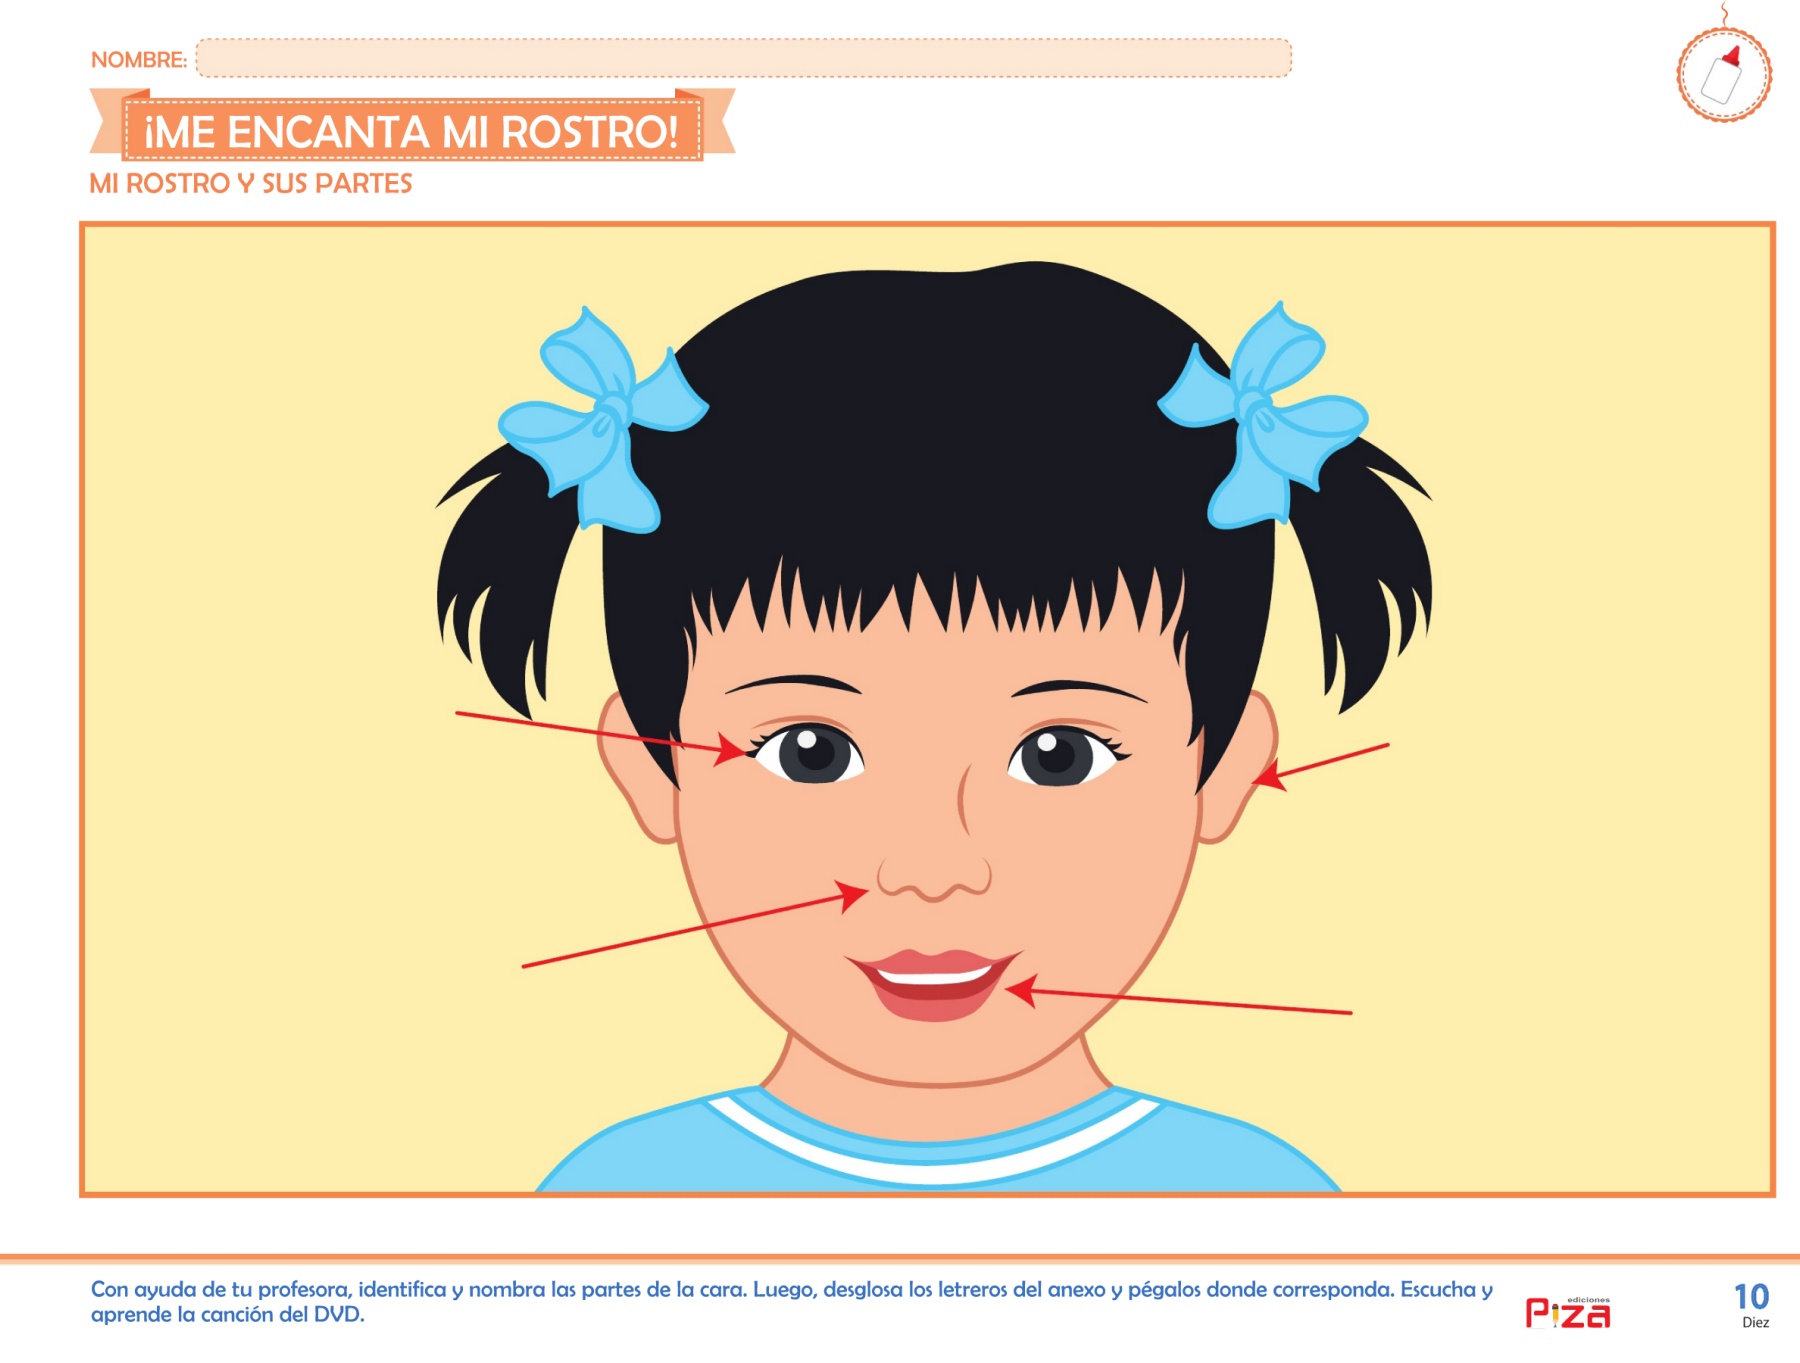 NOMBRE:
¡ME ENCANTA MI ROSTRO!
MI ROSTRO Y SUS PARTES
Con ayuda de tu profesora, identifica y nombra las partes de la cara. Luego, desglosa los letreros del anexo y pégalos donde corresponda. Escucha y
aprende la canción del DVD.
ediciones
Piza
10
Diez